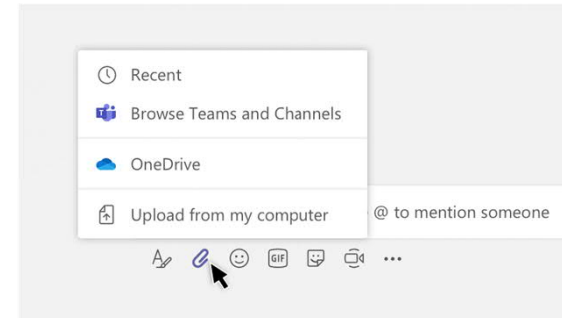 Recent
Browse Teams and Channels
OneDrive
Upload from my computer
@ to mention someone
GIF